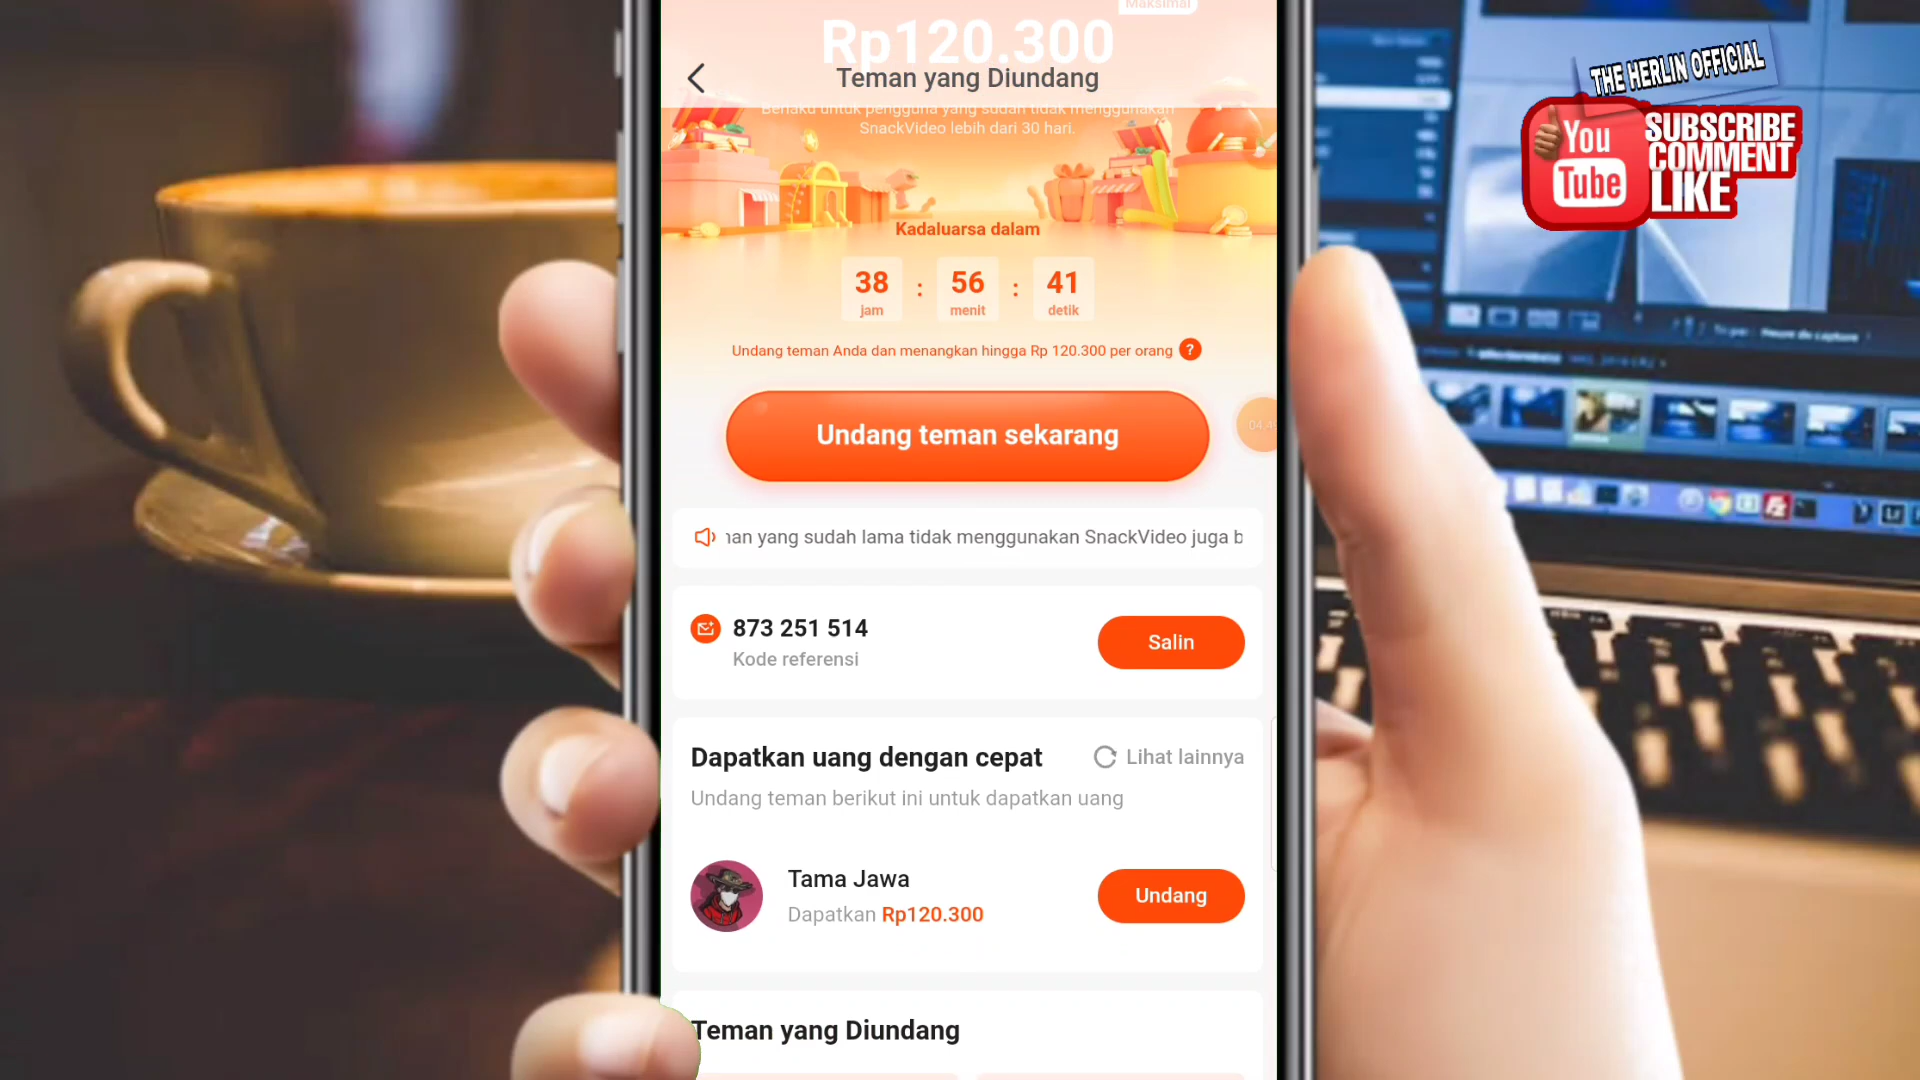 Maksimal
Rp120.300
Teman yang Diundang
Berlaku untuk pengguna yang sudah tidak menggunakan
SnackVideo lebih dari 30 hari.
Kadaluarsa dalam
38 : 56 : 41
jam menit detik
Undang teman Anda dan menangkan hingga Rp 120.300 per orang ?
Undang teman sekarang
04.4
nan yang sudah lama tidak menggunakan SnackVideo juga b
873 251 514
Kode referensi
Salin
Dapatkan uang dengan cepat
Lihat lainnya
Undang teman berikut ini untuk dapatkan uang
Tama Jawa
Dapatkan Rp120.300
Undang
Teman yang Diundang
THE HERLIN OFFICIAL
You
Tube
SUBSCRIBE
COMMENT
LIKE